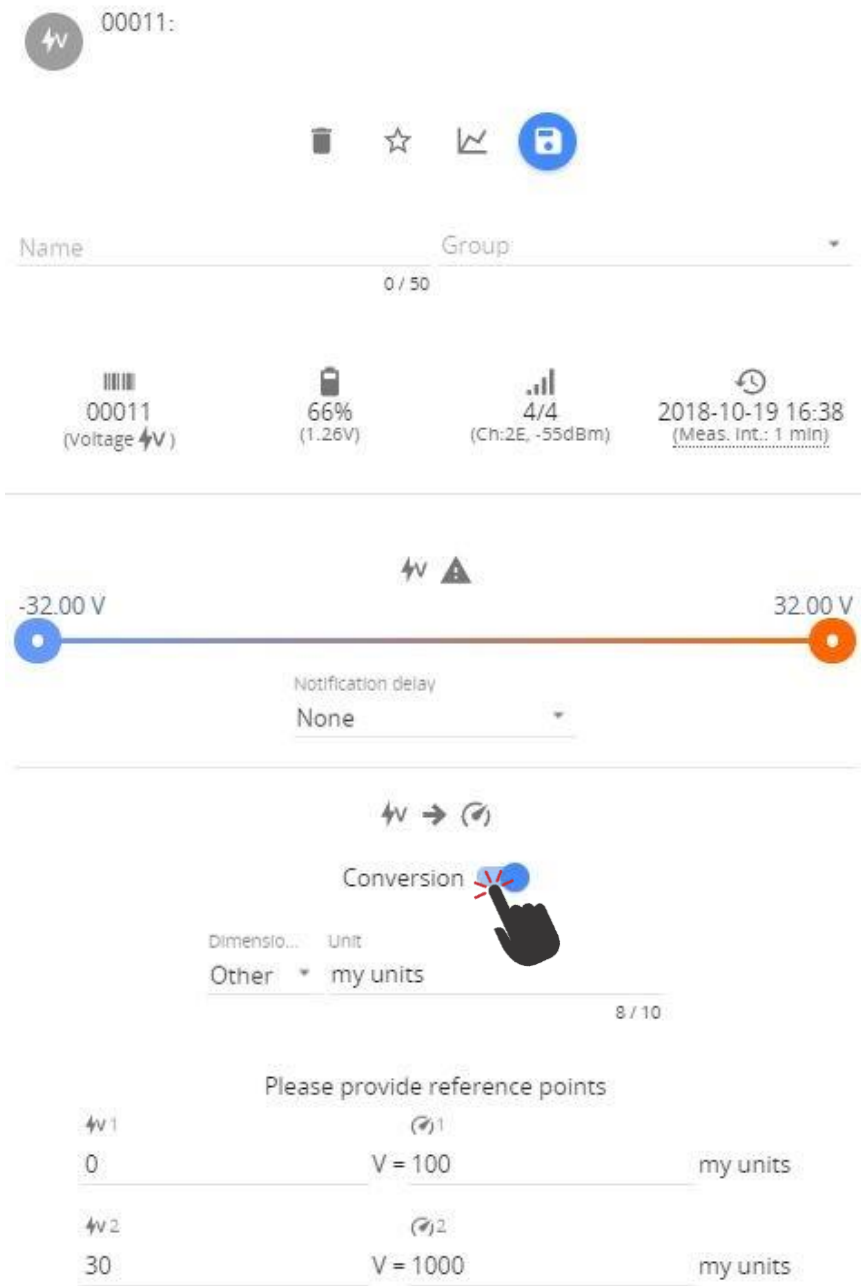 00011:
Name Group
0 / 50
00011 66% 4/4 2018-10-19 16:38
(Voltage V) (1.26V) (Ch:2E, -55dBm) (Meas. Int.: 1 min)
V
-32.00 V 32.00 V
Notification delay
None
V
Conversion
Dimensio... Unit
Other my units
8 / 10
Please provide reference points
V 1 1
0 V = 100 my units
V 2 2
30 V = 1000 my units